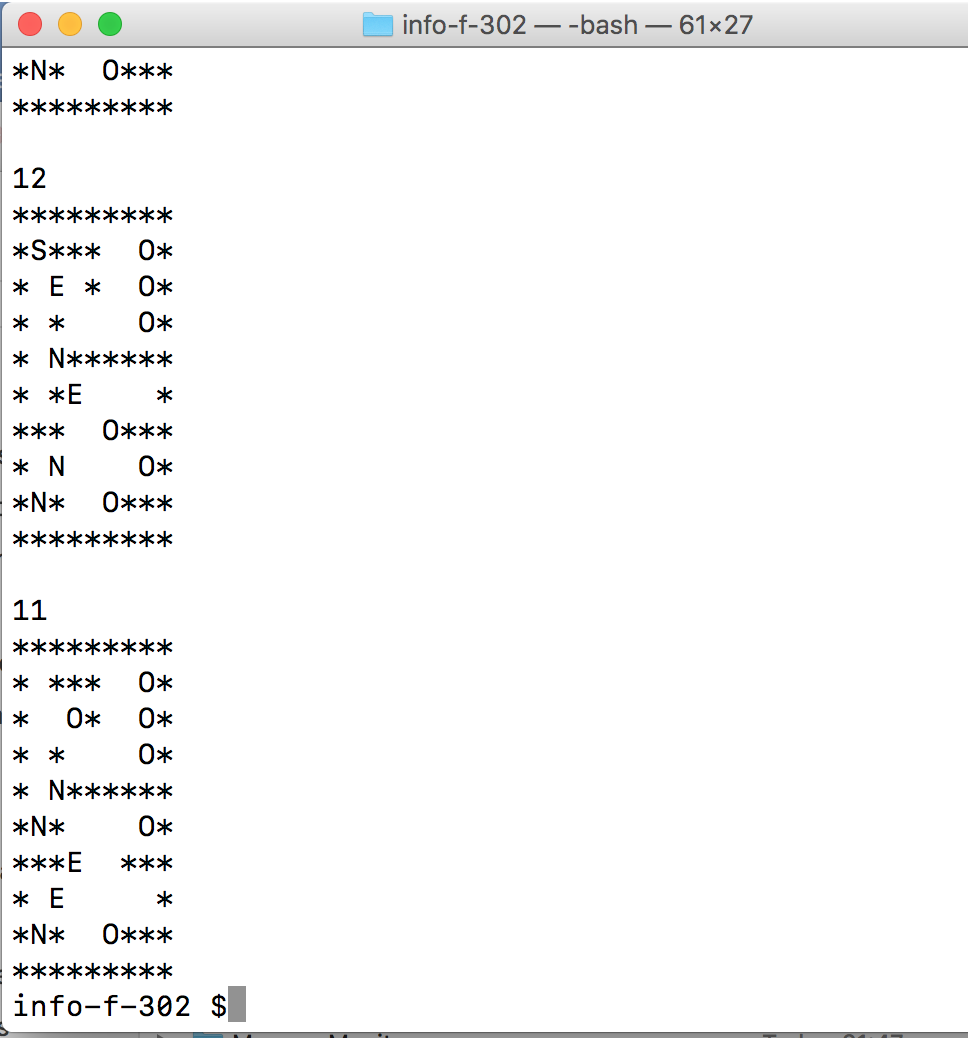 info-f-302 — -bash — 61×27
*N*  O***
*********

12
*********
*S***  O*
* E *  O*
* *    O*
* N******
* *E    *
***  O***
* N    O*
*N*  O***
*********

11
*********
* ***  O*
*  O*  O*
* *    O*
* N******
*N*    O*
***E  ***
* E     *
*N*  O***
*********
info-f-302 $